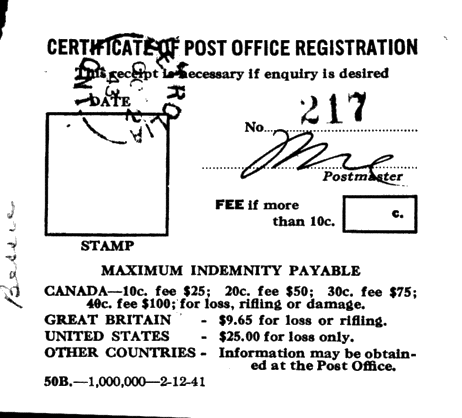 CERTIFICATE OF POST OFFICE REGISTRATION
This receipt is necessary if enquiry is desired
DATE
ONT.
No. 217
Postmaster
FEE if more
than 10c.
c.
STAMP
Bessie
MAXIMUM INDEMNITY PAYABLE
CANADA—10c. fee $25; 20c. fee $50; 30c. fee $75;
40c. fee $100; for loss, rifling or damage.
GREAT BRITAIN - $9.65 for loss or rifling.
UNITED STATES - $25.00 for loss only.
OTHER COUNTRIES - Information may be obtain-
ed at the Post Office.
50B.—1,000,000—2-12-41